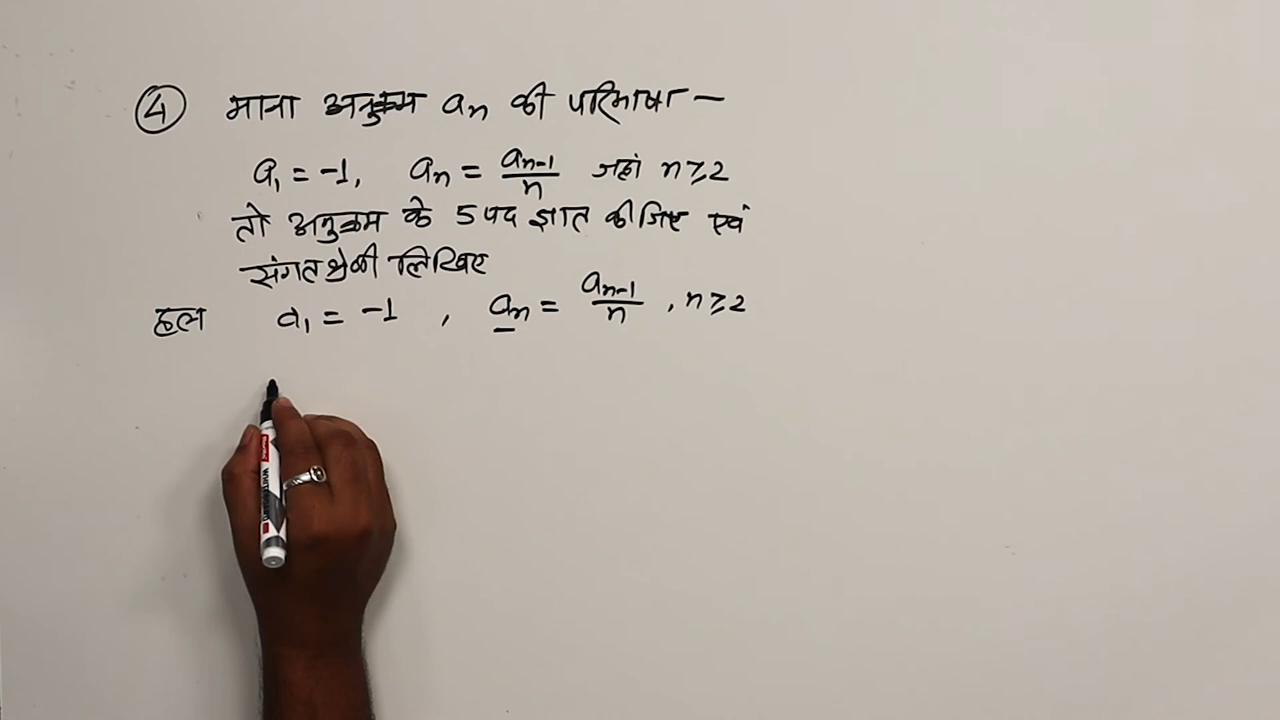 ④ माना अनुक्रम aₙ की परिभाषा —
a₁ = -1, aₙ = aₙ₋₁/n जहां n ≥ 2
तो अनुक्रम के 5 पद ज्ञात कीजिए एवं
संगत श्रेणी लिखिए
हल a₁ = -1 , aₙ = aₙ₋₁/n , n ≥ 2